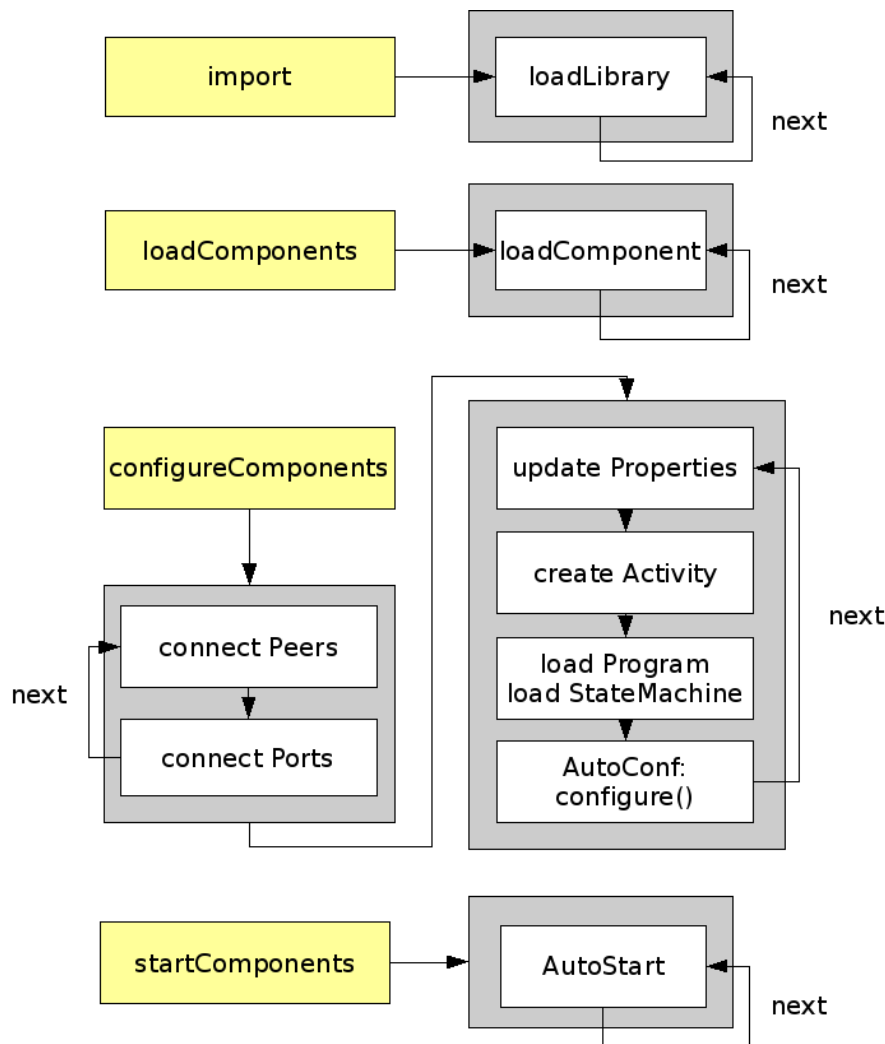 import
loadLibrary
next
loadComponents
loadComponent
next
configureComponents
connect Peers
connect Ports
next
update Properties
create Activity
load Program
load StateMachine
AutoConf:
configure()
next
startComponents
AutoStart
next